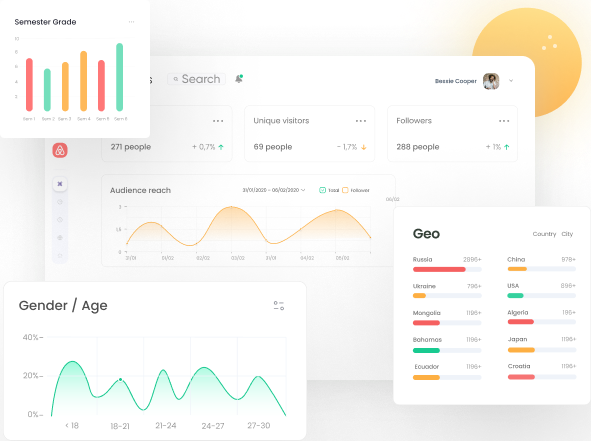 Semester Grade
10
8
6
4
2
Sem 1 Sem 2 Sem 3 Sem 4 Sem 5 Sem 6
s
Search
Bessie Cooper
Unique visitors
Followers
271 people + 0,7%
69 people - 1,7%
288 people + 1%
Audience reach
31/01/2020 – 06/02/2020
Total
Follower
06/02
3
1.5
0
31/01 01/02 02/02 03/02 04/02 05/02
Geo
Country City
Russia 2896+
China 978+
Ukraine 796+
USA 896+
Mongolia 1196+
Algeria 196+
Bahamas 1196+
Japan 1196+
Ecuador 1196+
Croatia 1196+
Gender / Age
40%
20%
0%
< 18 18-21 21-24 24-27 27-30